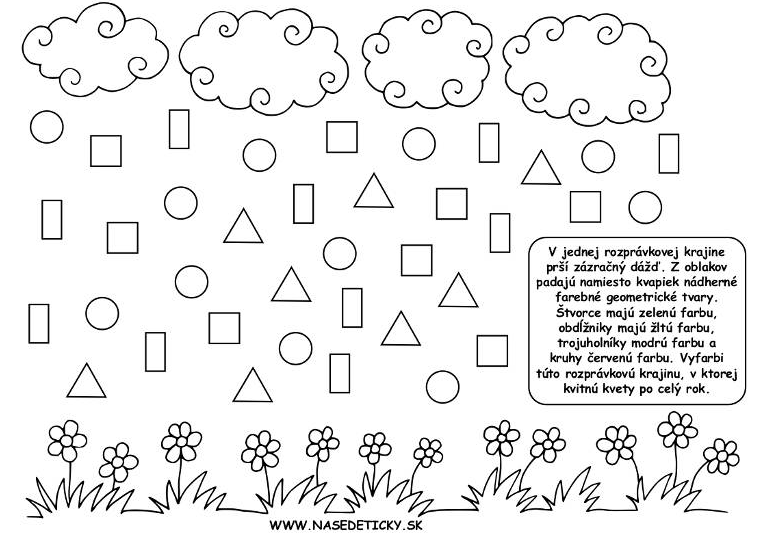 V jednej rozprávkovej krajine
prší zázračný dážď. Z oblakov
padajú namiesto kvapiek nádherné
farebné geometrické tvary.
Štvorce majú zelenú farbu,
obdĺžniky majú žltú farbu,
trojuholníky modrú farbu a
kruhy červenú farbu. Vyfarbi
túto rozprávkovú krajinu, v ktorej
kvitnú kvety po celý rok.
WWW.NASEDETICKY.SK